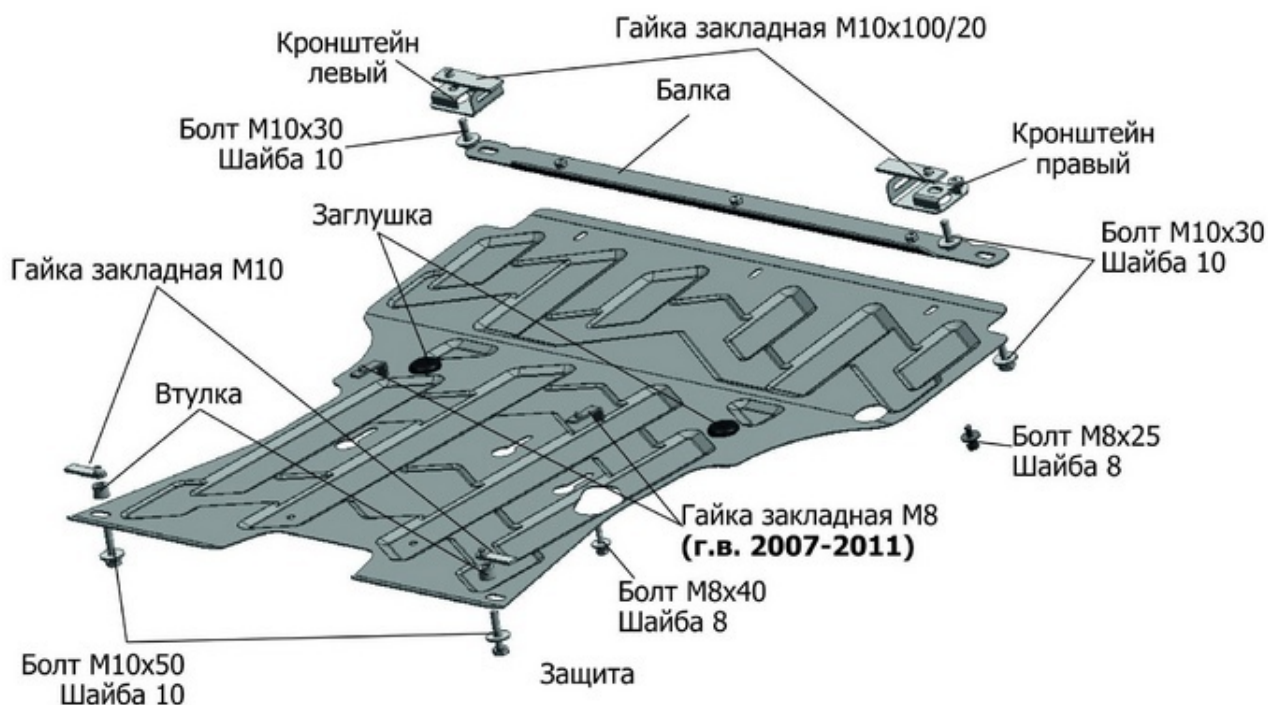 Гайка закладная М10х100/20
Кронштейн
левый
Балка
Болт М10х30
Шайба 10
Кронштейн
правый
Заглушка
Болт М10х30
Шайба 10
Гайка закладная М10
Втулка
Болт М8х25
Шайба 8
Гайка закладная М8
(г.в. 2007-2011)
Болт М8х40
Шайба 8
Болт М10х50
Шайба 10
Защита